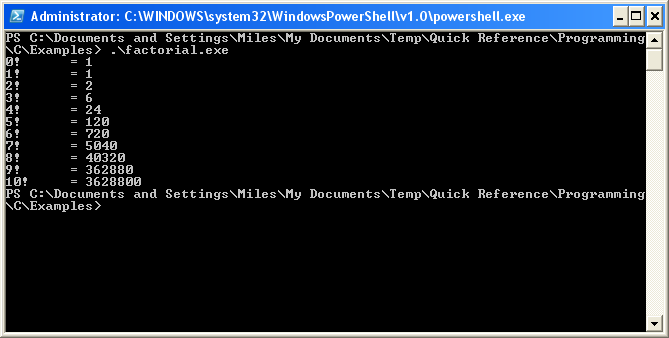 Administrator: C:\WINDOWS\system32\WindowsPowerShell\v1.0\powershell.exe
PS C:\Documents and Settings\Miles\My Documents\Temp\Quick Reference\Programming
\C\Examples> .\factorial.exe
0! = 1
1! = 1
2! = 2
3! = 6
4! = 24
5! = 120
6! = 720
7! = 5040
8! = 40320
9! = 362880
10! = 3628800
PS C:\Documents and Settings\Miles\My Documents\Temp\Quick Reference\Programming
\C\Examples>